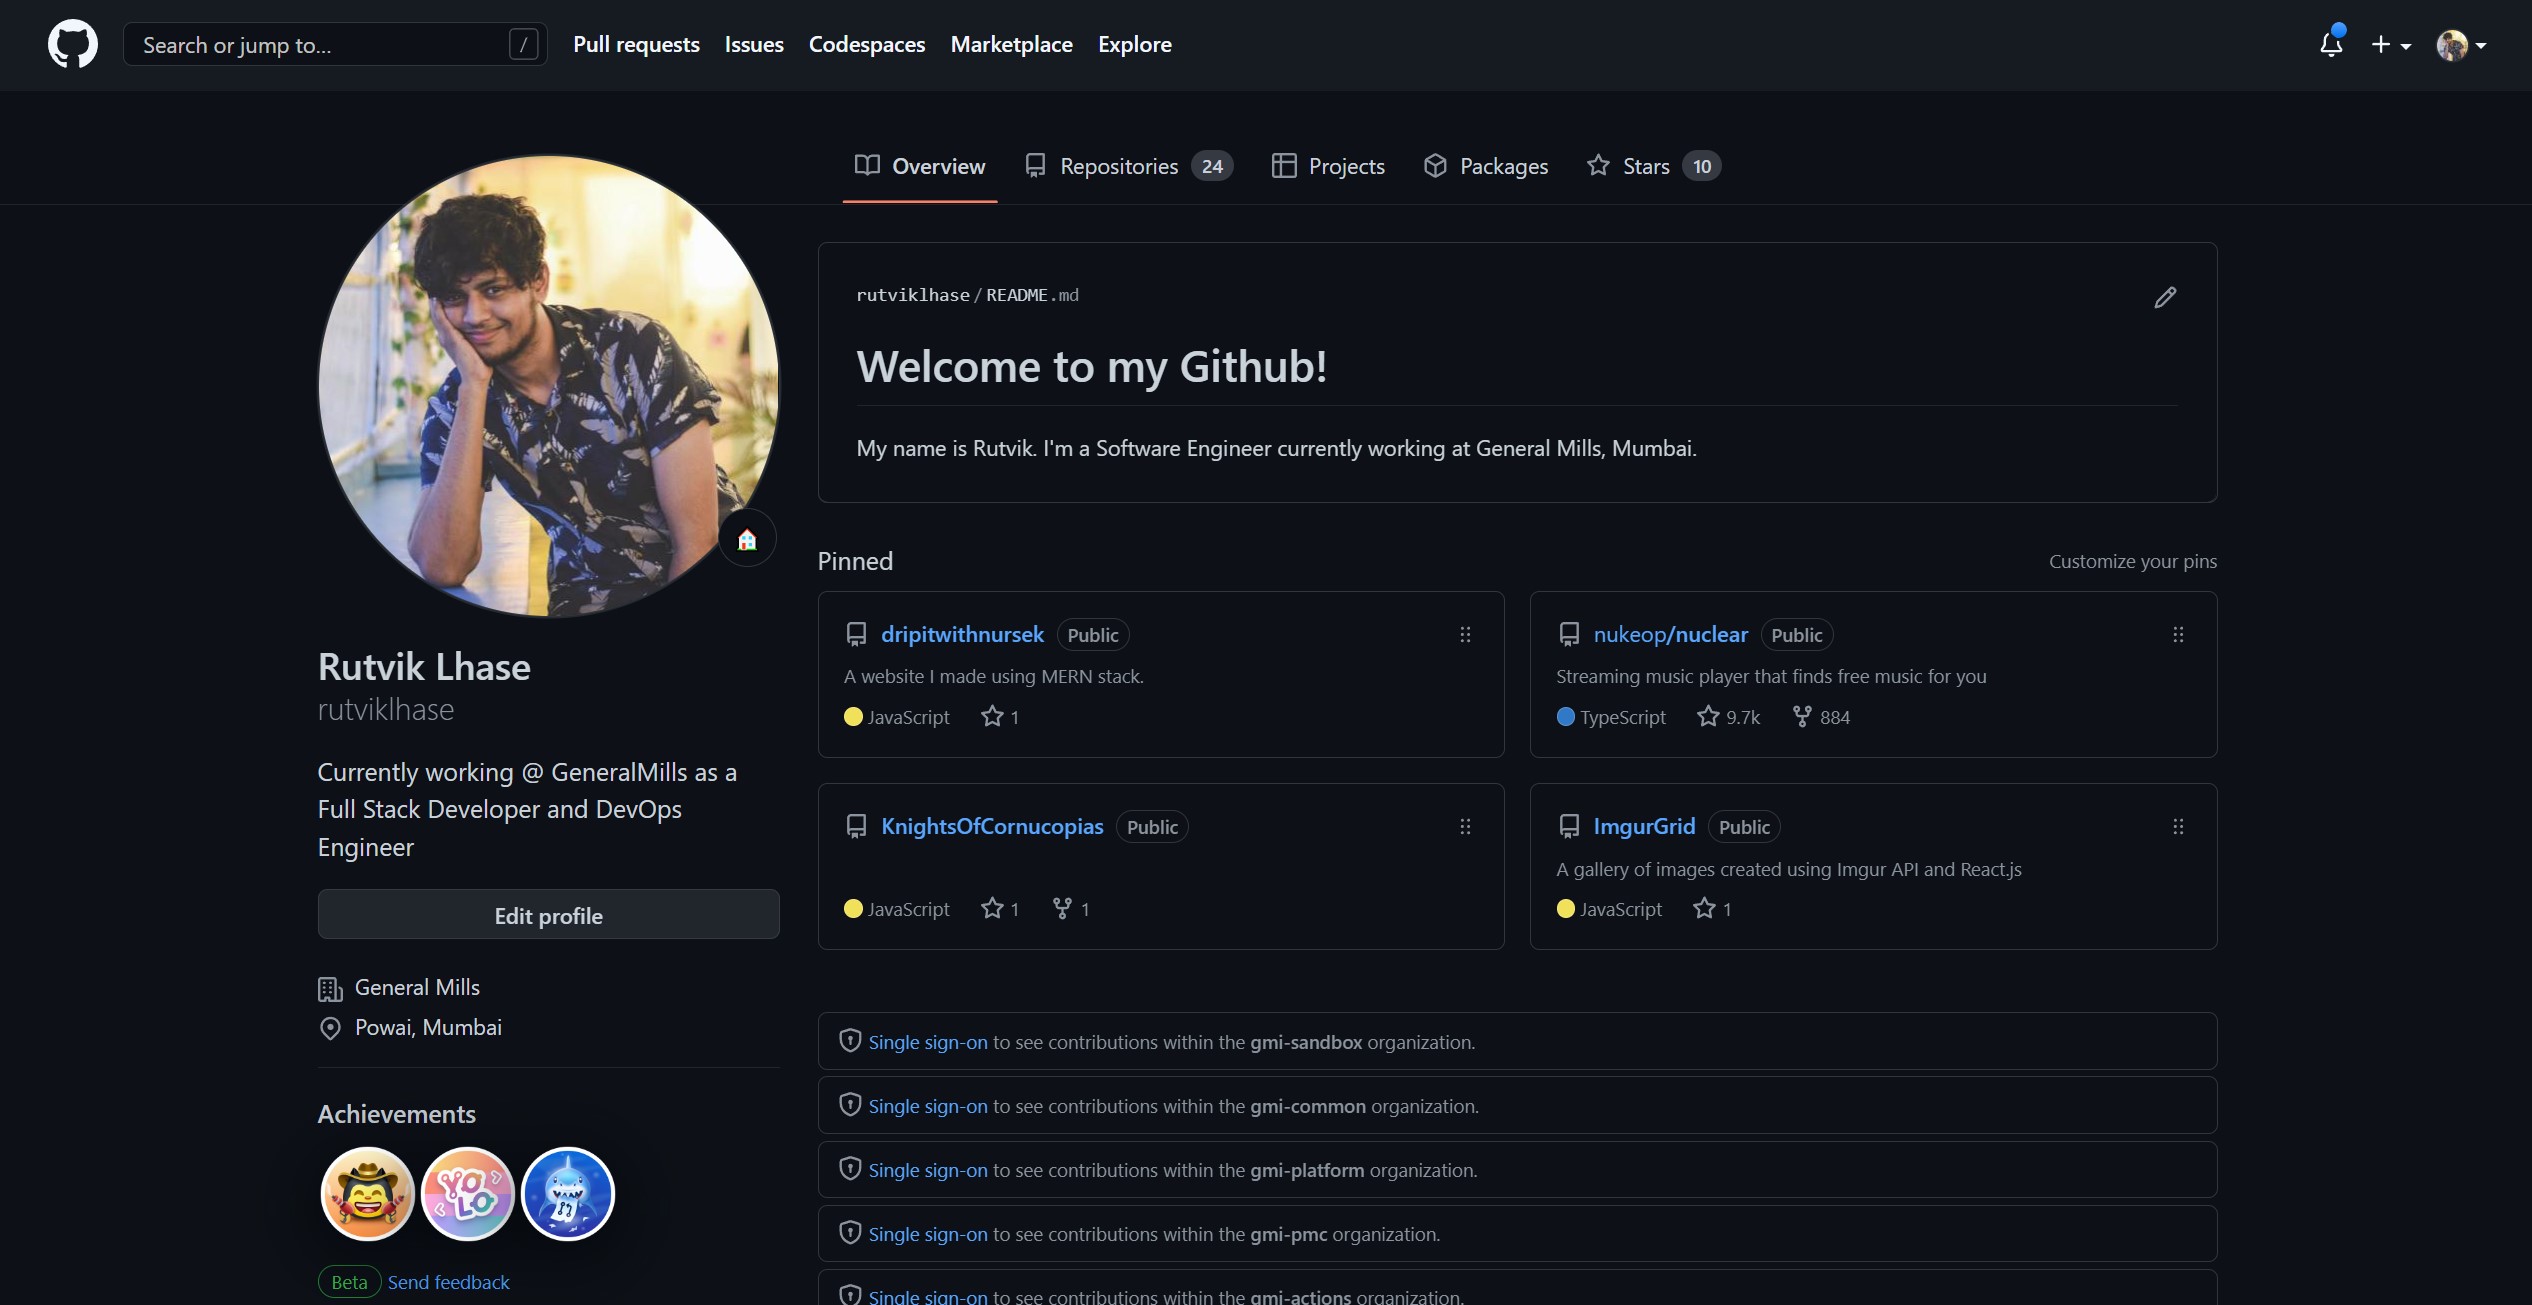 Search or jump to...
/
Pull requests
Issues
Codespaces
Marketplace
Explore
Overview
Repositories 24
Projects
Packages
Stars 10
Rutvik Lhase
rutviklhase
Currently working @ GeneralMills as a
Full Stack Developer and DevOps
Engineer
Edit profile
General Mills
Powai, Mumbai
Achievements
YOLO
Beta Send feedback
rutviklhase/README.md
Welcome to my Github!
My name is Rutvik. I'm a Software Engineer currently working at General Mills, Mumbai.
Pinned
Customize your pins
dripitwithnursek Public
A website I made using MERN stack.
JavaScript 1
nukeop/nuclear Public
Streaming music player that finds free music for you
TypeScript 9.7k 884
KnightsOfCornucopias Public
JavaScript 1 1
ImgurGrid Public
A gallery of images created using Imgur API and React.js
JavaScript 1
Single sign-on to see contributions within the gmi-sandbox organization.
Single sign-on to see contributions within the gmi-common organization.
Single sign-on to see contributions within the gmi-platform organization.
Single sign-on to see contributions within the gmi-pmc organization.
Single sign-on to see contributions within the gmi-actions organization.